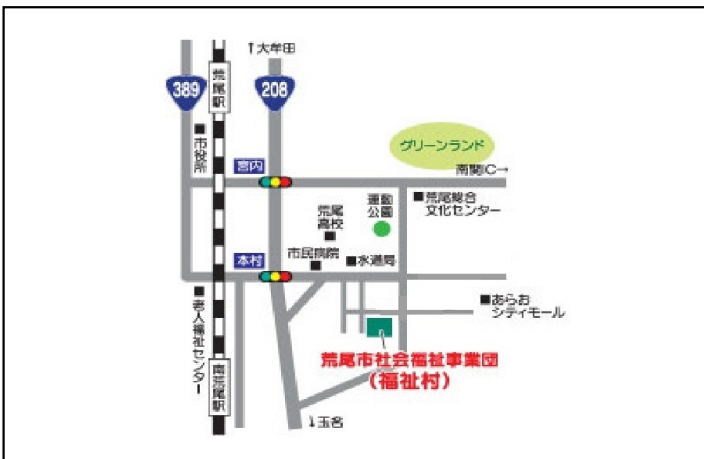 ↑大牟田
389
荒尾駅
208
グリーンランド
市役所
宮内
南関IC→
荒尾高校
運動公園
荒尾総合
文化センター
本村
市民病院
水道局
老人福祉センター
あらお
シティモール
荒尾市社会福祉事業団
(福祉村)
南荒尾駅
↓玉名